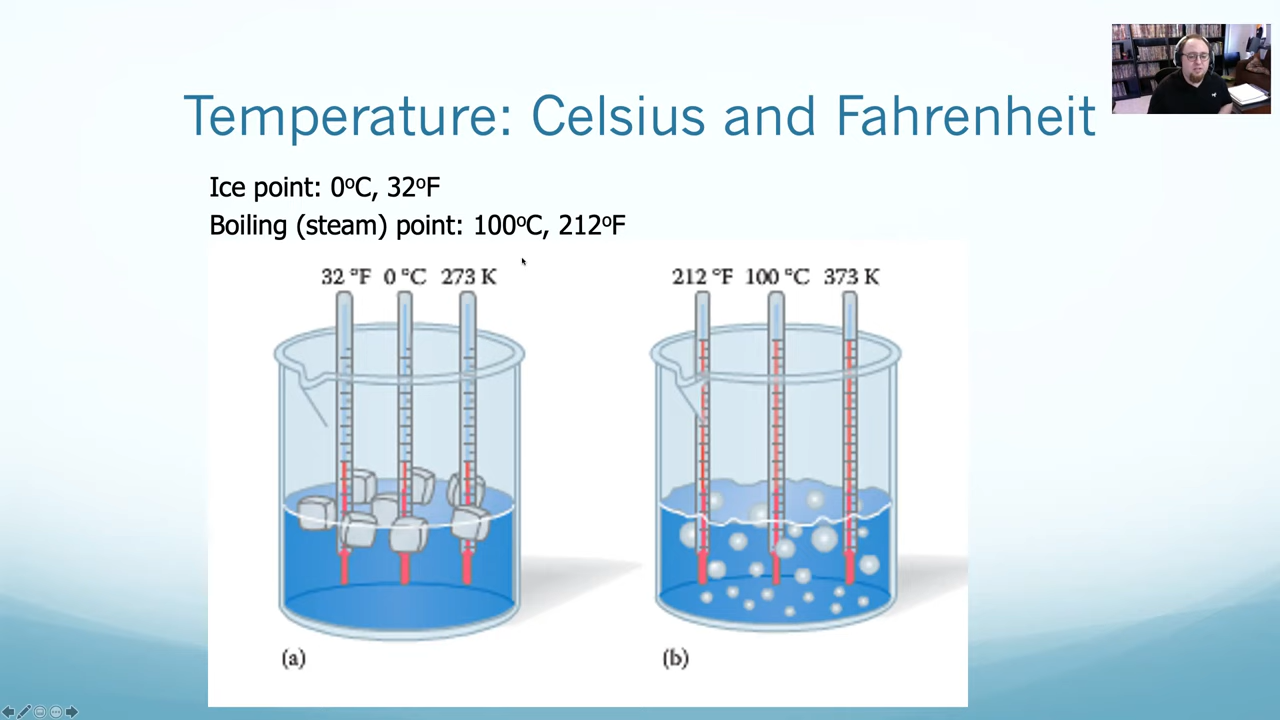 Temperature: Celsius and Fahrenheit
Ice point: 0ºC, 32ºF
Boiling (steam) point: 100ºC, 212ºF
32 °F 0 °C 273 K
212 °F 100 °C 373 K
(a)
(b)